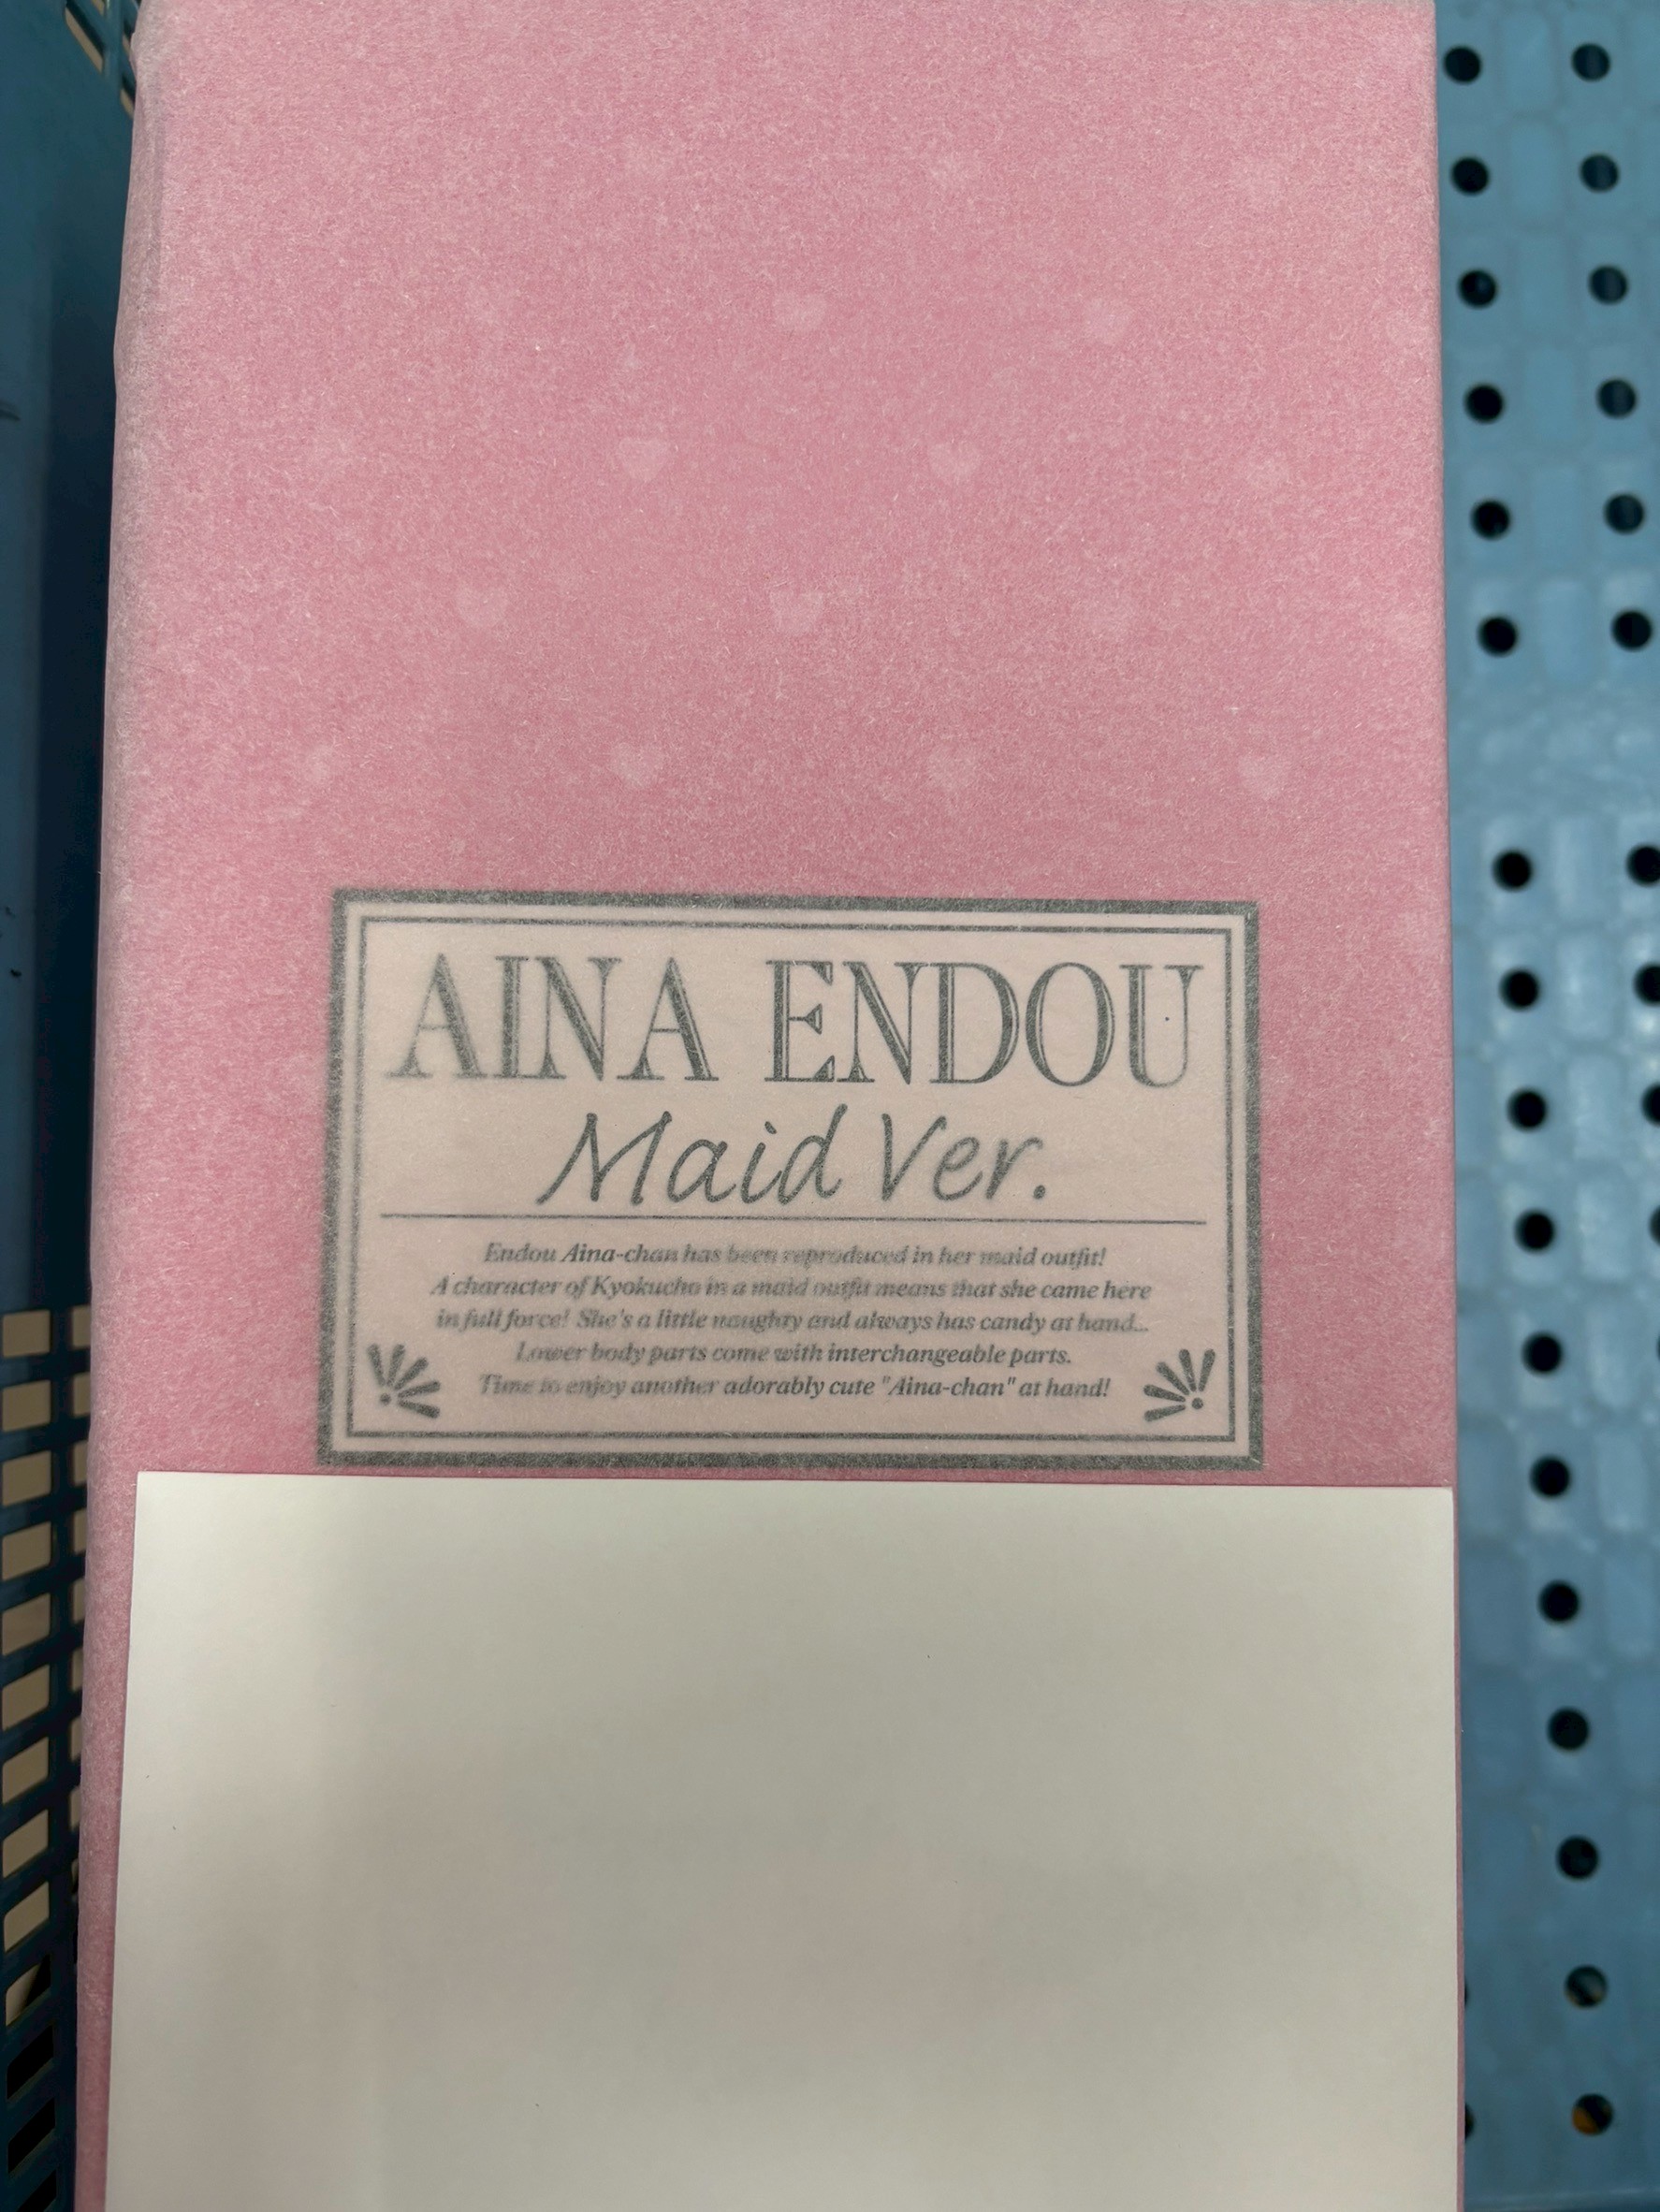 AINA ENDOU
Maid Ver.
Endou Aina-chan has been reproduced in her maid outfit!
A character of Kyokucho in a maid outfit means that she came here
in full force! She's a little naughty and always has candy at hand...
Lower body parts come with interchangeable parts.
Time to enjoy another adorably cute "Aina-chan" at hand!